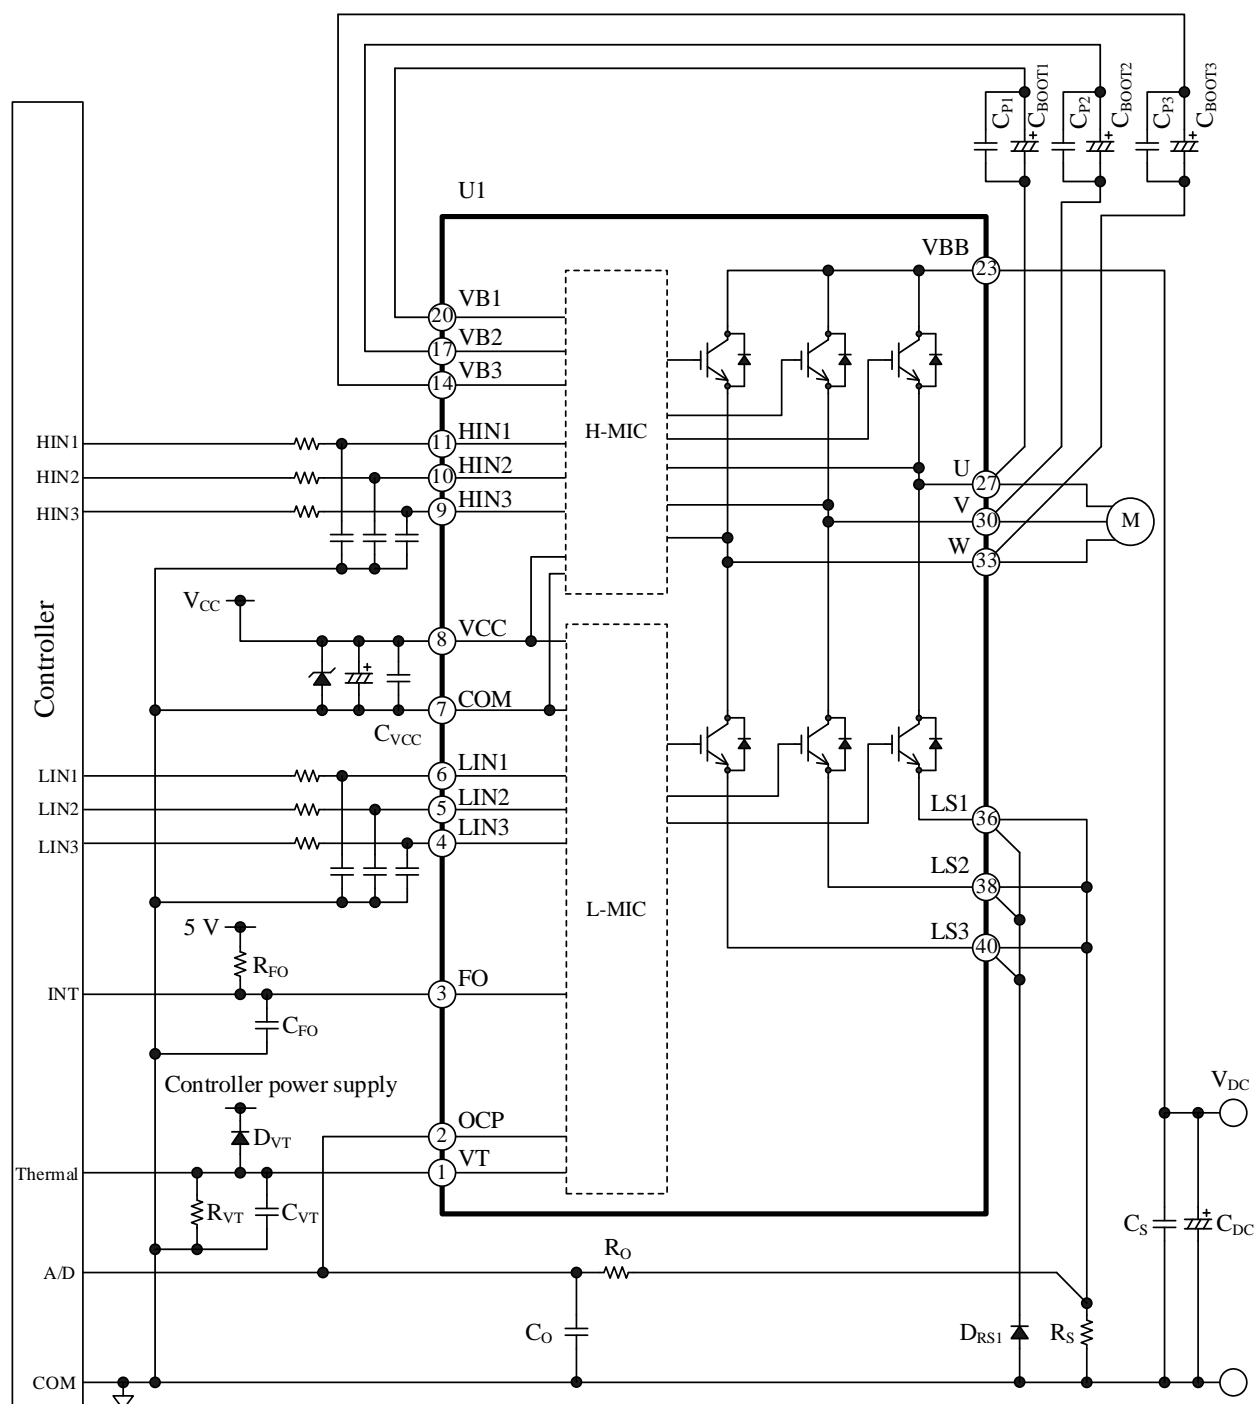 CP1
CBOOT1
CP2
CBOOT2
CP3
CBOOT3
U1
VBB
23
20
VB1
17
VB2
14
VB3
HIN1
11
HIN1
H-MIC
HIN2
10
HIN2
HIN3
9
HIN3
U
27
V
30
M
W
33
Controller
VCC
8
VCC
7
COM
CVCC
LIN1
6
LIN1
LIN2
5
LIN2
LIN3
4
LIN3
LS1
36
LS2
38
L-MIC
LS3
40
5 V
RFO
INT
3
FO
CFO
Controller power supply
VDC
2
OCP
DVT
Thermal
1
VT
RVT
CVT
CS
CDC
A/D
RO
CO
DRS1
RS
COM